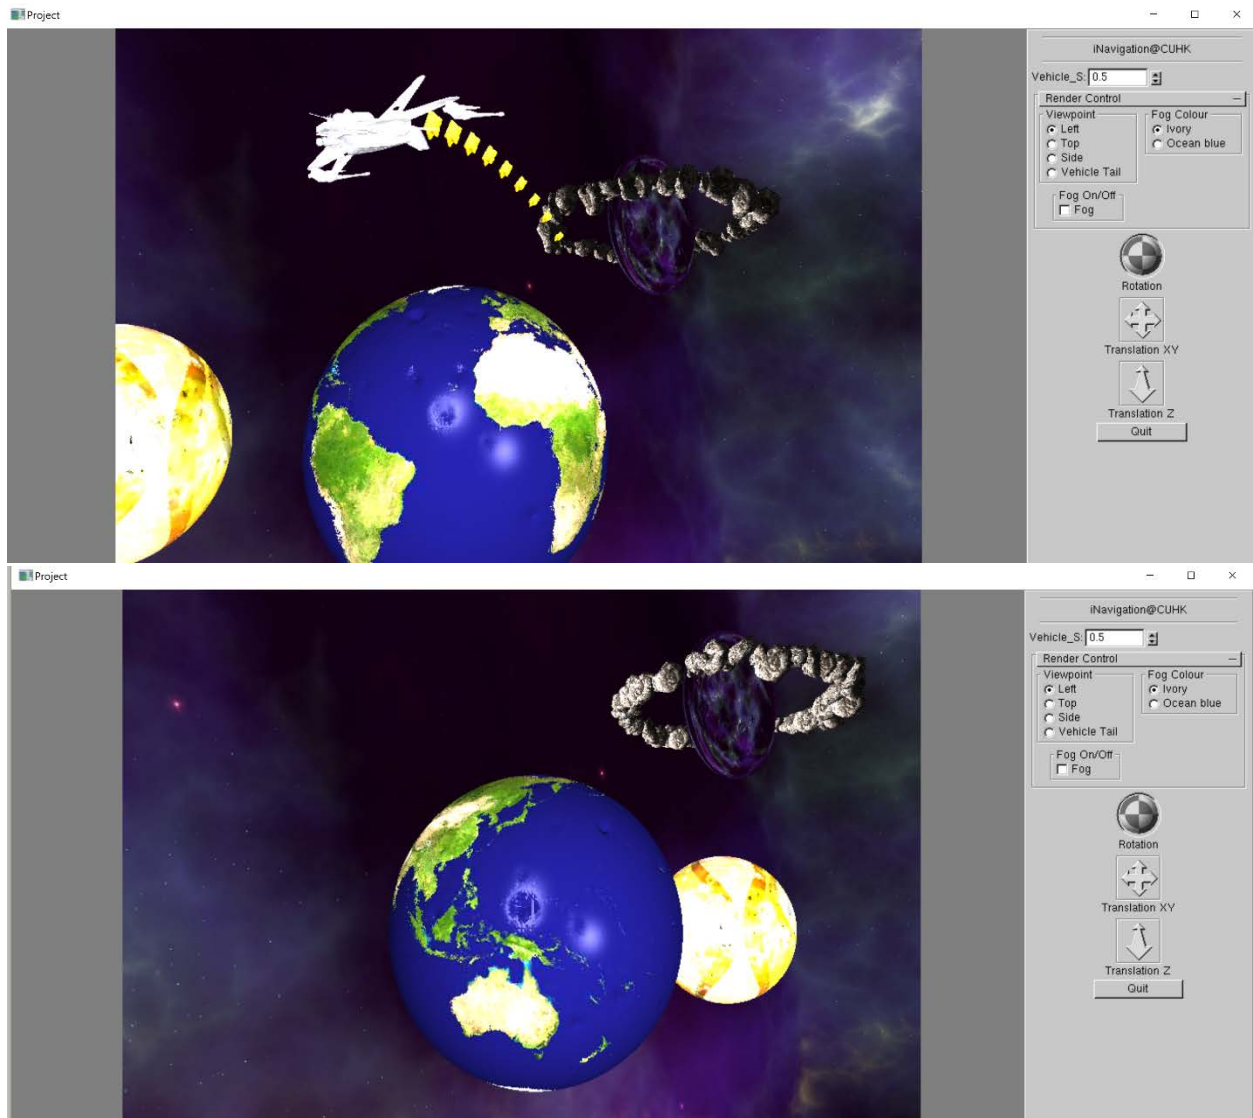 Project
iNavigation@CUHK
Vehicle_S: 0.5
Render Control
Viewpoint Fog Colour
Left Ivory
Top Ocean blue
Side
Vehicle Tail
Fog On/Off
Fog
Rotation
Translation XY
Translation Z
Quit
Project
iNavigation@CUHK
Vehicle_S: 0.5
Render Control
Viewpoint Fog Colour
Left Ivory
Top Ocean blue
Side
Vehicle Tail
Fog On/Off
Fog
Rotation
Translation XY
Translation Z
Quit